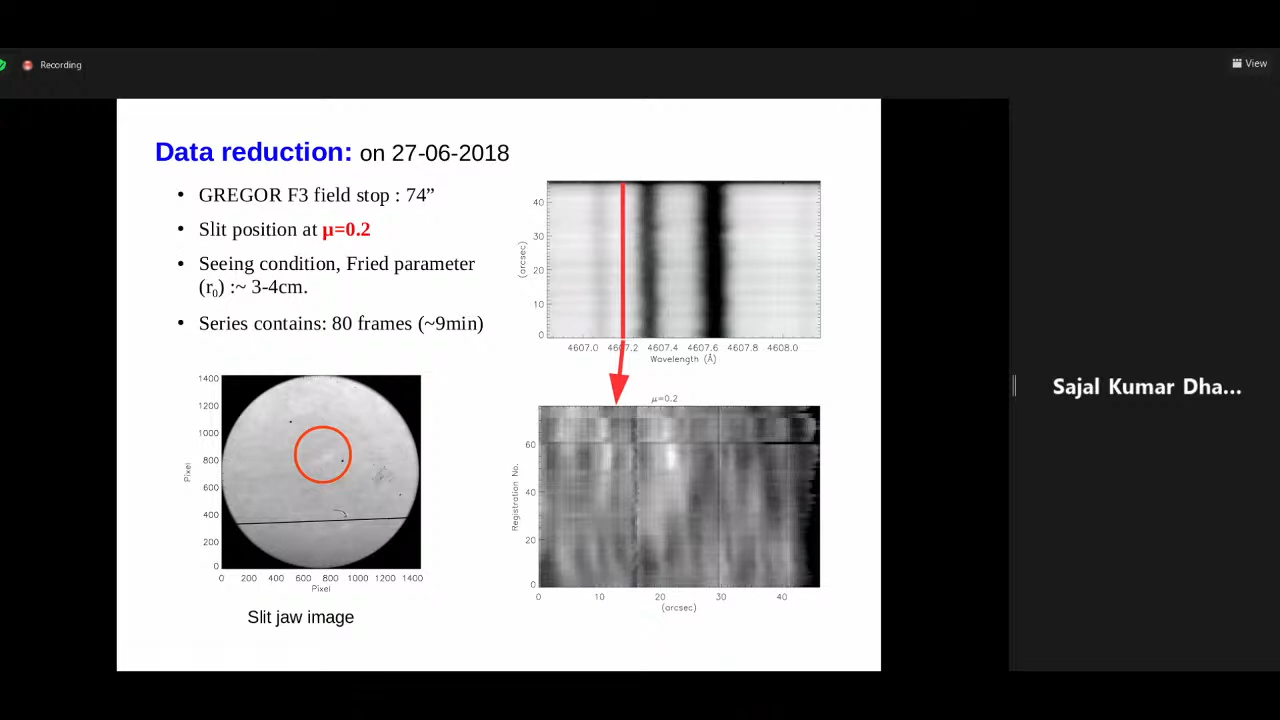 Recording
View
Data reduction: on 27-06-2018
• GREGOR F3 field stop : 74”
• Slit position at μ=0.2
• Seeing condition, Fried parameter
(r0) :~ 3-4cm.
• Series contains: 80 frames (~9min)
40
30
20
10
0
(arcsec)
4607.0 4607.2 4607.4 4607.6 4607.8 4608.0
Wavelength (Å)
1400
1200
1000
800
600
400
200
0
Pixel
0 200 400 600 800 1000 1200 1400
Pixel
Slit jaw image
μ=0.2
60
40
20
0
Registration No.
0 10 20 30 40
(arcsec)
Sajal Kumar Dha...